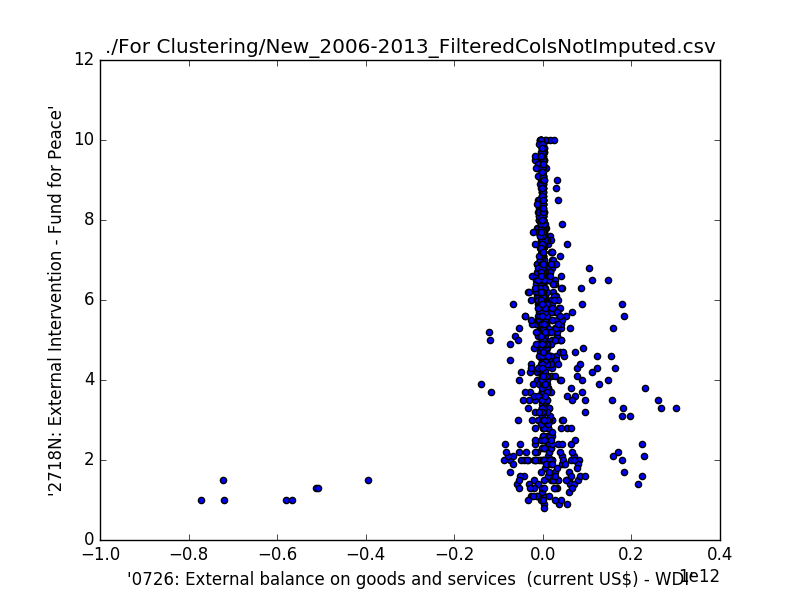 ./For Clustering/New_2006-2013_FilteredColsNotImputed.csv
12
10
8
6
4
2
0
'2718N: External Intervention - Fund for Peace'
−1.0 −0.8 −0.6 −0.4 −0.2 0.0 0.2 0.4
1e12
'0726: External balance on goods and services  (current US$) - WDI'